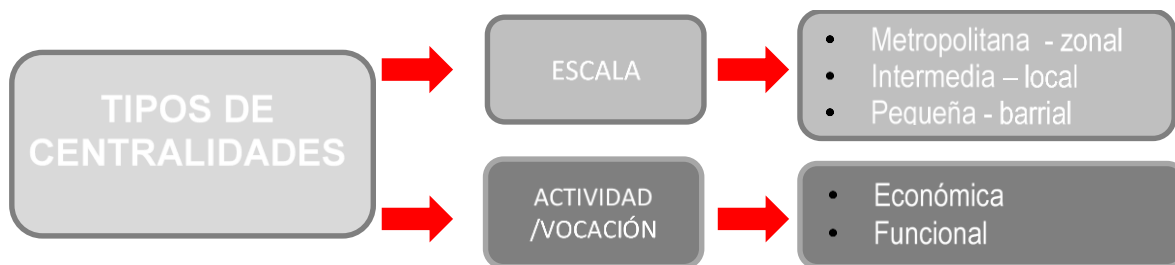 TIPOS DE
CENTRALIDADES
ESCALA
• Metropolitana - zonal
• Intermedia – local
• Pequeña - barrial
ACTIVIDAD
/VOCACIÓN
• Económica
• Funcional